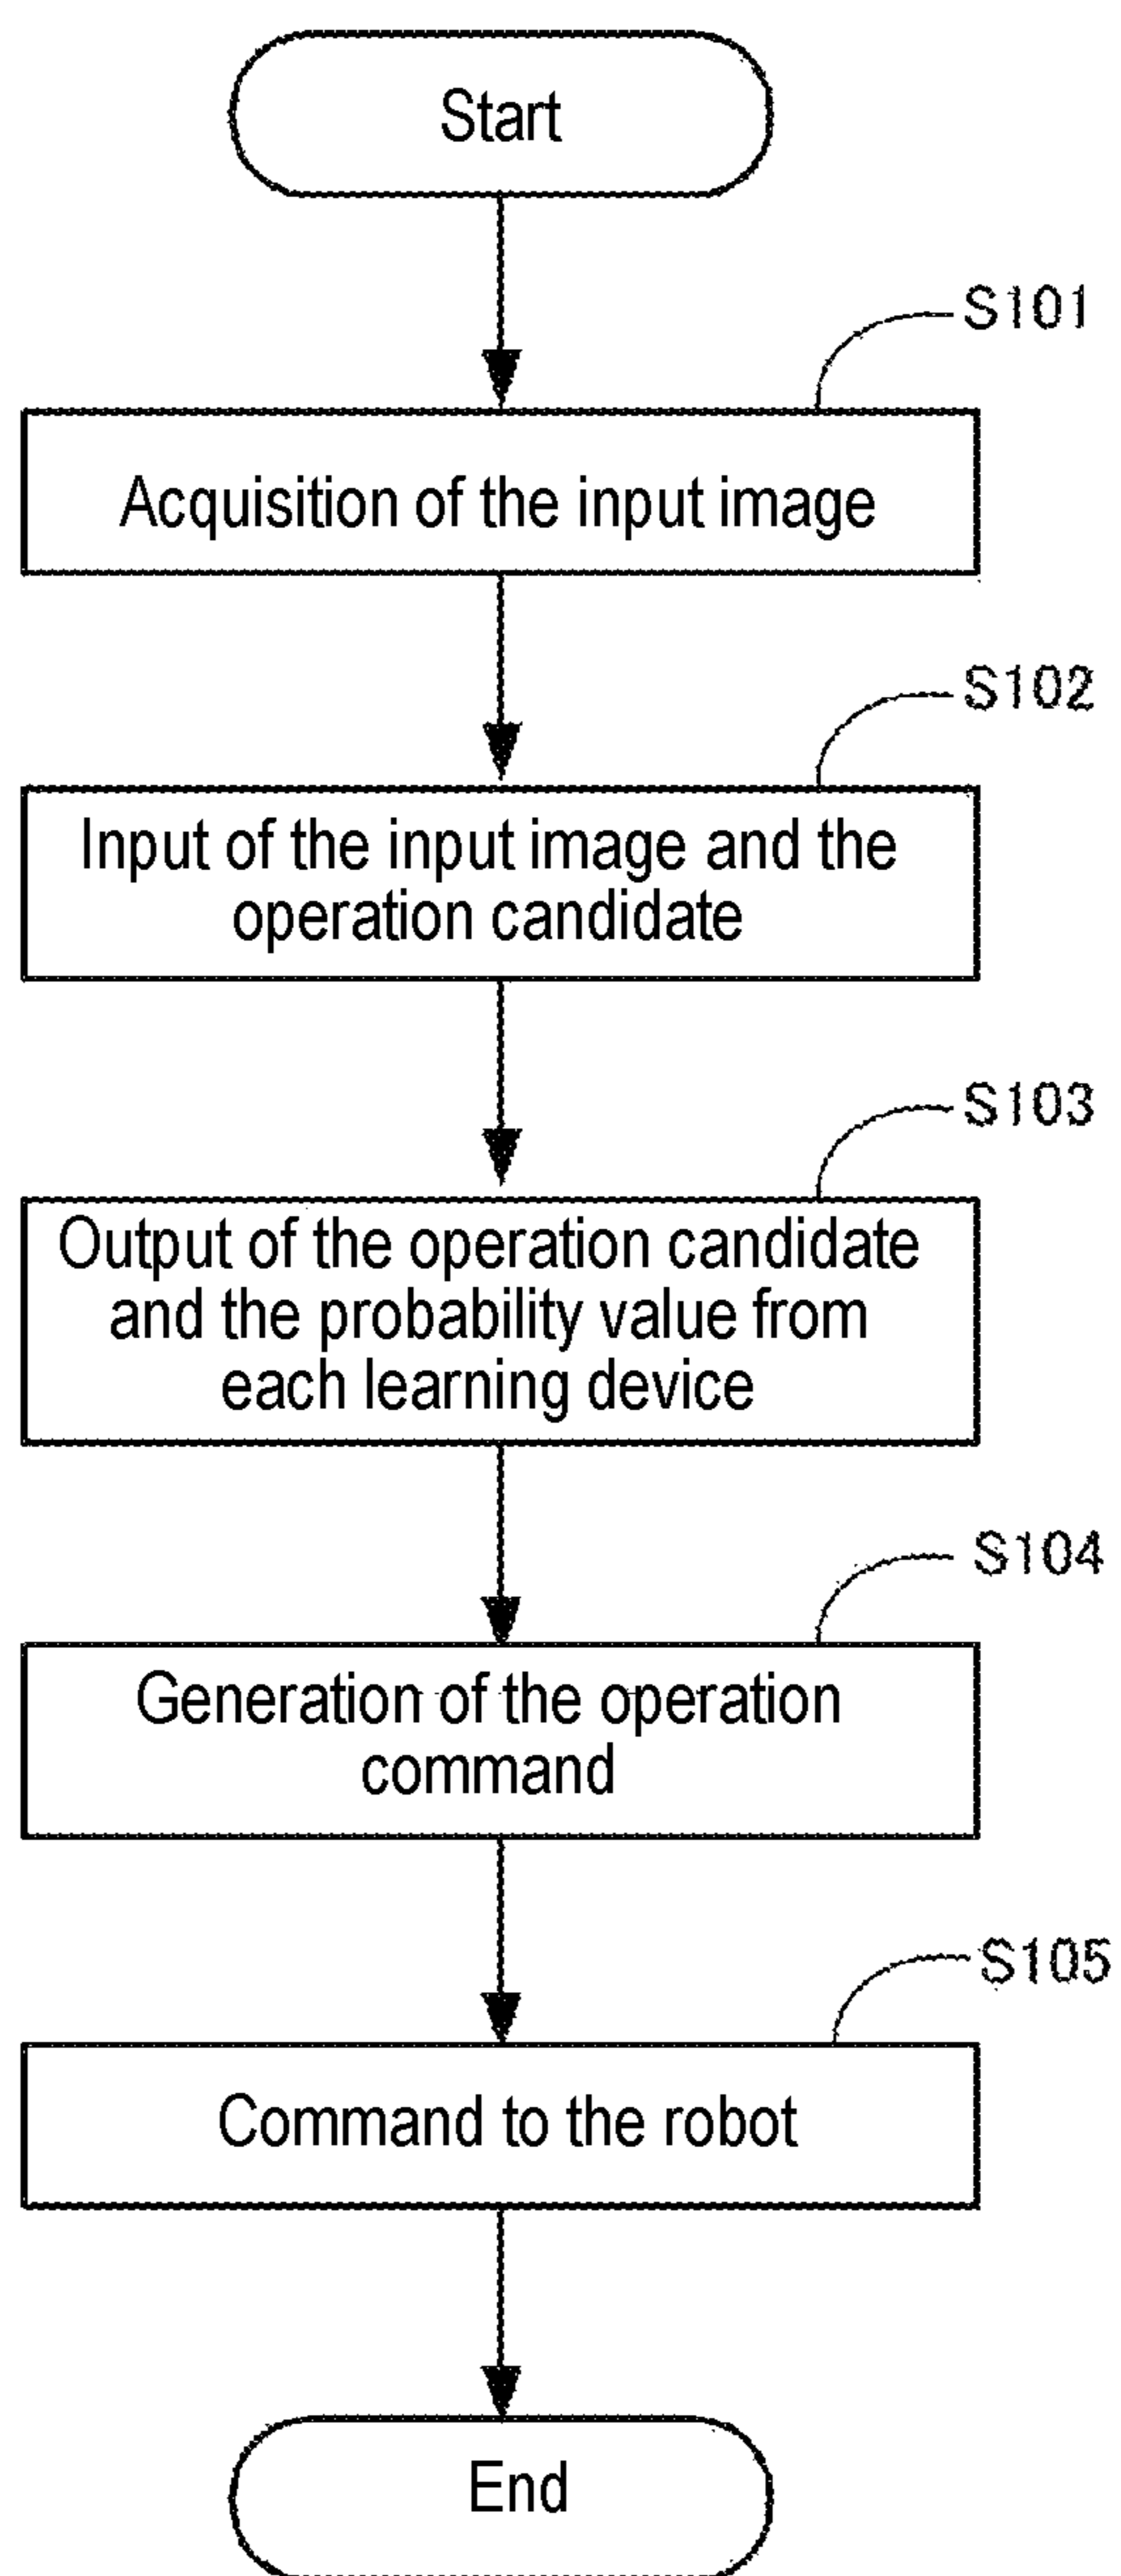 Start
S101
Acquisition of the input image
S102
Input of the input image and the
operation candidate
S103
Output of the operation candidate
and the probability value from
each learning device
S104
Generation of the operation
command
S105
Command to the robot
End